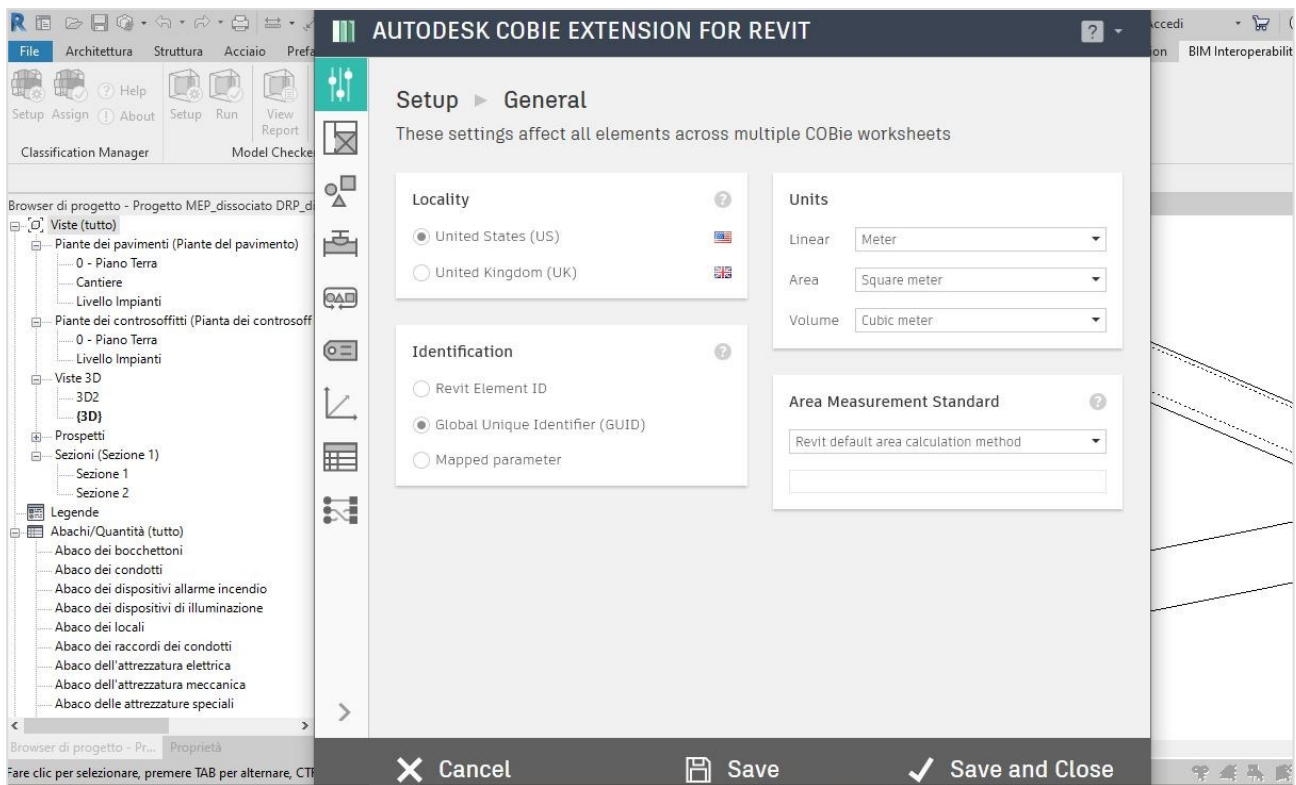 AUTODESK COBIE EXTENSION FOR REVIT
?
Accedi
File Architettura Struttura Acciaio
BIM
Setup Assign Help About Setup Run View Report
Classification Manager
Setup General
These settings affect all elements across multiple COBie worksheets
Locality
United States (US)
United Kingdom (UK)
Identification
Revit Element ID
Global Unique Identifier (GUID)
Mapped parameter
Units
Linear Meter
Area Square meter
Volume Cubic meter
Area Measurement Standard
Revit default area calculation method
Browser di progetto - Progetto MEP_dissociato
Viste (tutto)
Piante dei pavimenti (Piante del pavimento)
0 - Piano Terra
Cantiere
Livello Impianti
Piante dei controsoffitti (Pianta dei controsoff
0 - Piano Terra
Livello Impianti
Viste 3D
3D2
{3D}
Prospetti
Sezioni (Sezione 1)
Sezione 1
Sezione 2
Legende
Abachi/Quantità (tutto)
Abaco dei bocchettoni
Abaco dei condotti
Abaco dei dispositivi allarme incendio
Abaco dei dispositivi di illuminazione
Abaco dei locali
Abaco dei raccordi dei condotti
Abaco dell'attrezzatura elettrica
Abaco dell'attrezzatura meccanica
Abaco delle attrezzature speciali
Browser di progetto - Pr... Proprietà
Fare clic per selezionare, premere TAB per alternare,
Cancel Save Save and Close